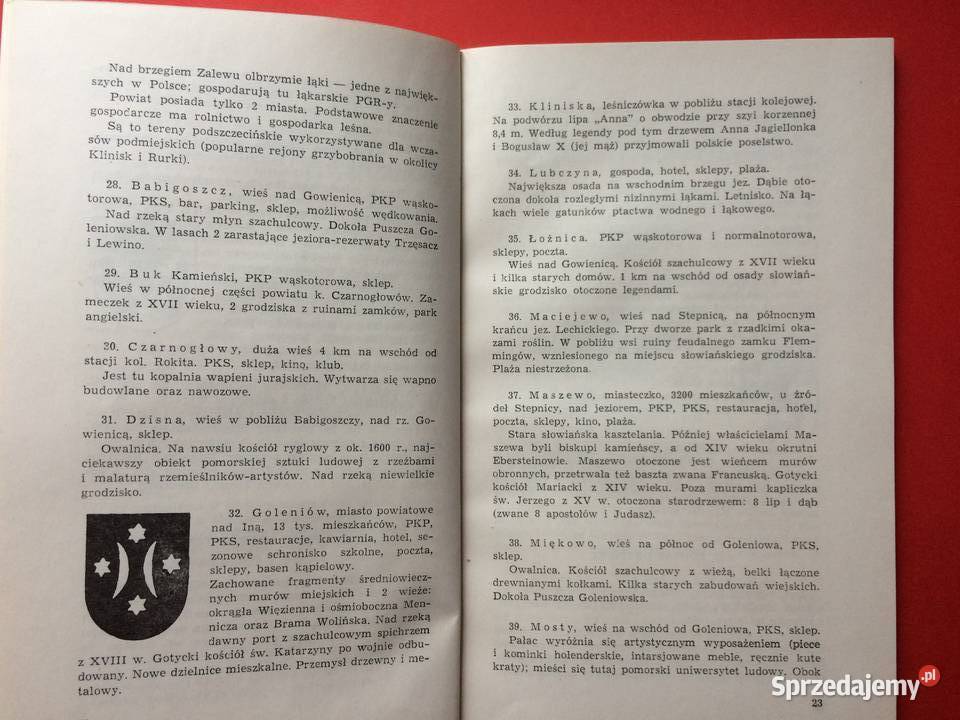 Nad brzegiem Zalewu olbrzymie łąki — jedne z najwięk-
szych w Polsce; gospodarują tu łąkarskie PGR-y.
Powiat posiada tylko 2 miasta. Podstawowe znaczenie
gospodarcze ma rolnictwo i gospodarka leśna.
Są to tereny podszczecińskie wykorzystywane dla wcza-
sów podmiejskich (popularne rejony grzybobrania w okolicy
Klinisk i Rurki).
28. Babigoszcz, wieś nad Gowienicą, PKP wąsko-
torowa, PKS, bar, parking, sklep, możliwość wędkowania.
Nad rzeką stary młyn szachulcowy. Dokoła Puszcza Go-
leniowska. W lasach 2 zarastające jeziora-rezerwaty Trzęsacz
i Lewino.
29. Buk Kamieński, PKP wąskotorowa, sklep.
Wieś w północnej części powiatu k. Czarnogłowów. Za-
meczek z XVII wieku, 2 grodziska z ruinami zamków, park
angielski.
20. Czarnogłowy, duża wieś 4 km na wschód od
stacji kol. Rokita. PKS, sklep, kino, klub.
Jest tu kopalnia wapieni jurajskich. Wytwarza się wapno
budowlane oraz nawozowe.
31. Dzisna, wieś w pobliżu Babigoszczy, nad rz. Go-
wienicą, sklep.
Owalnica. Na nawsiu kościół ryglowy z ok. 1600 r., naj-
ciekawszy obiekt pomorskiej sztuki ludowej z rzeźbami
i malaturą rzemieślników-artystów. Nad rzeką niewielkie
grodzisko.
32. Goleniów, miasto powiatowe
nad Iną, 13 tys. mieszkańców, PKP,
PKS, restauracje, kawiarnia, hotel, se-
zonowe schronisko szkolne, poczta,
sklepy, basen kąpielowy.
Zachowane fragmenty średniowiecz-
nych murów miejskich i 2 wieże:
okrągła Więzienna i ośmioboczna Men-
nicza oraz Brama Wolińska. Nad rzeką
dawny port z szachulcowym spichrzem
z XVIII w. Gotycki kościół św. Katarzyny po wojnie odbu-
dowany. Nowe dzielnice mieszkalne. Przemysł drzewny i me-
talowy.
33. Kliniska, leśniczówka w pobliżu stacji kolejowej.
Na podwórzu lipa „Anna” o obwodzie przy szyi korzennej
8,4 m. Według legendy pod tym drzewem Anna Jagiellonka
i Bogusław X (jej mąż) przyjmowali polskie poselstwo.
34. Lubczyna, gospoda, hotel, sklepy, plaża.
Największa osada na wschodnim brzegu jez. Dąbie oto-
czona dokoła rozległymi nizinnymi łąkami. Letnisko. Na łą-
kach wiele gatunków ptactwa wodnego i łąkowego.
35. Łoźnica. PKP wąskotorowa i normalnotorowa,
sklepy, poczta.
Wieś nad Gowienicą. Kościół szachulcowy z XVII wieku
i kilka starych domów. 1 km na wschód od osady słowiań-
skie grodzisko otoczone legendami.
36. Maciejewo, wieś nad Stepnicą, na północnym
krańcu jez. Lechickiego. Przy dworze park z rzadkimi oka-
zami roślin. W pobliżu wsi ruiny feudalnego zamku Flem-
mingów, wzniesionego na miejscu słowiańskiego grodziska.
Plaża niestrzeżona.
37. Maszewo, miasteczko, 3200 mieszkańców, u źró-
deł Stepnicy, nad jeziorem, PKP, PKS, restauracja, hotel,
poczta, sklepy, kino, plaża.
Stara słowiańska kasztelania. Później właścicielami Ma-
szewa byli biskupi kamieńscy, a od XIV wieku okrutni
Ebersteinowie. Maszewo otoczone jest wieńcem murów
obronnych, przetrwała też baszta zwana Francuską. Gotycki
kościół Mariacki z XIV wieku. Poza murami kapliczka
św. Jerzego z XV w. otoczona starodrzewem: 8 lip i dąb
(zwane 8 apostołów i Judasz).
38. Miękowo, wieś na północ od Goleniowa, PKS,
sklep.
Owalnica. Kościół szachulcowy z wieżą, belki łączone
drewnianymi kołkami. Kilka starych zabudowań wiejskich.
Dokoła Puszcza Goleniowska.
39. Mosty, wieś na wschód od Goleniowa, PKS, sklep.
Pałac wyróżnia się artystycznym wyposażeniem (piece
i kominki holenderskie, intarsjowane meble, ręcznie kute
kraty); mieści się tutaj pomorski uniwersytet ludowy. Obok
23
Sprzedajemy.pl